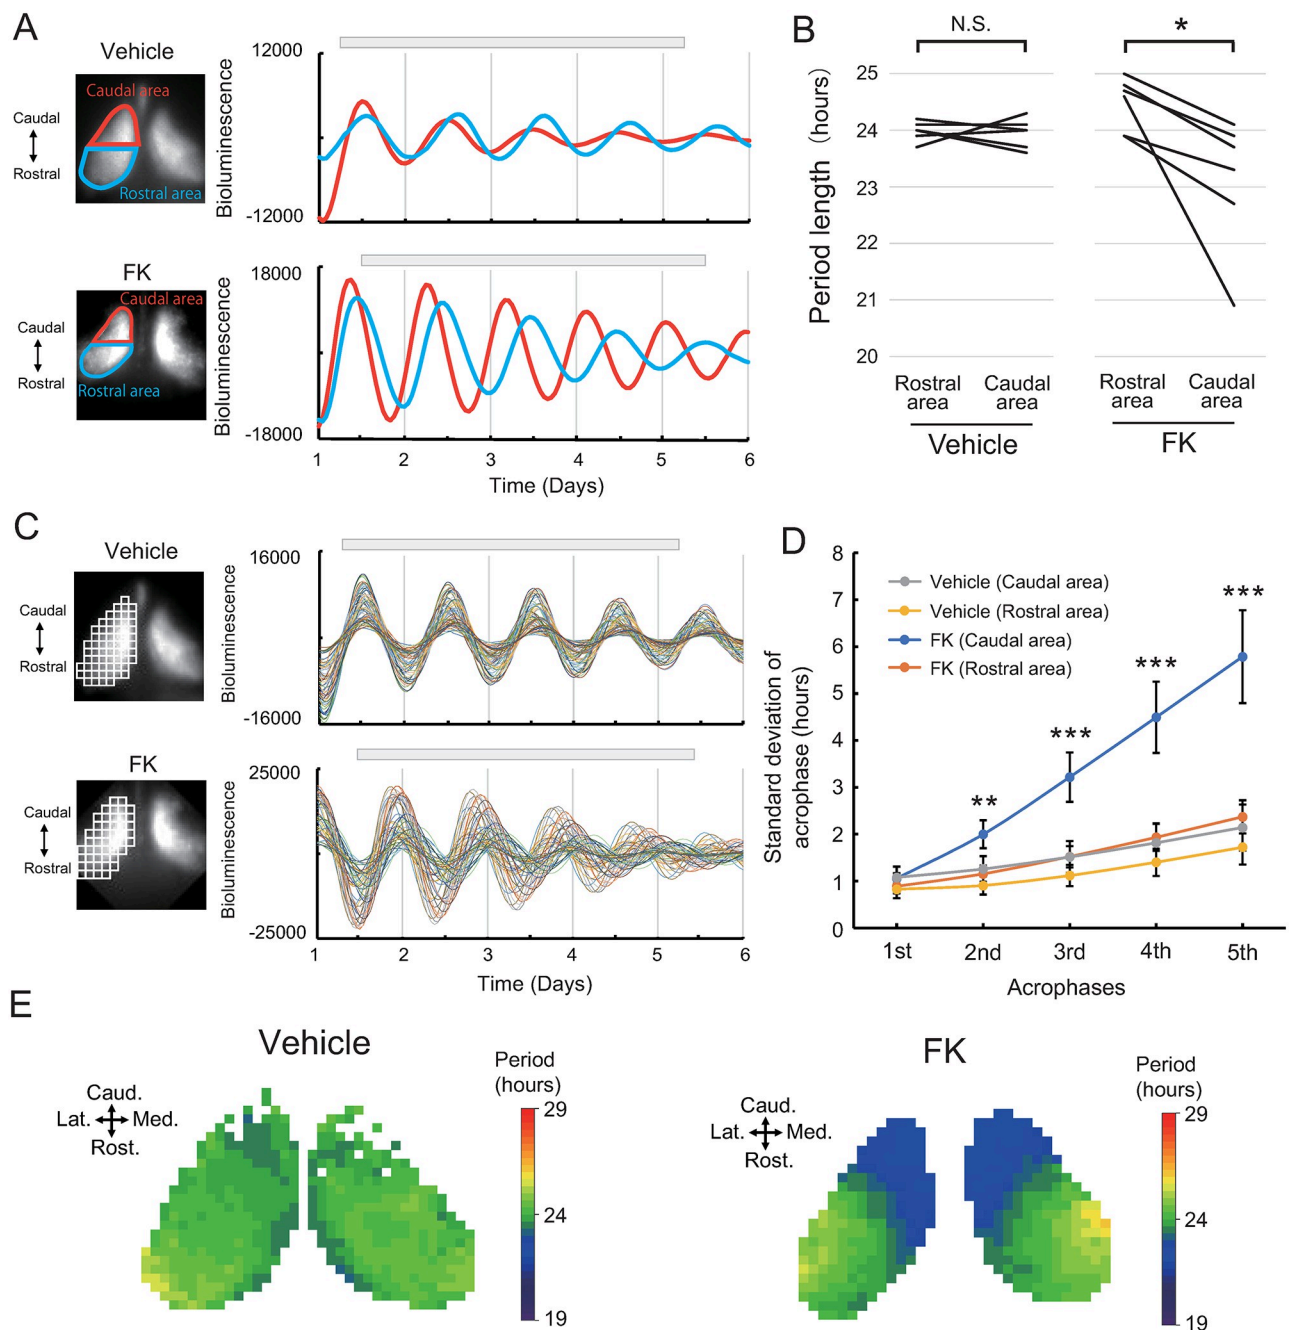 A
Vehicle
Caudal area
Caudal
Rostral
Rostral area
12000
Bioluminescence
-12000
FK
Caudal area
Caudal
Rostral
Rostral area
18000
Bioluminescence
-18000
1 2 3 4 5 6
Time (Days)
B
N.S.
*
Period length (hours)
25
24
23
22
21
20
Rostral area
Caudal area
Rostral area
Caudal area
Vehicle
FK
C
Vehicle
Caudal
Rostral
16000
Bioluminescence
-16000
FK
Caudal
Rostral
25000
Bioluminescence
-25000
1 2 3 4 5 6
Time (Days)
D
Standard deviation of
acrophase (hours)
8
7
6
5
4
3
2
1
0
Vehicle (Caudal area)
Vehicle (Rostral area)
FK (Caudal area)
FK (Rostral area)
**
***
***
***
1st 2nd 3rd 4th 5th
Acrophases
E
Vehicle
Caud.
Lat. Med.
Rost.
Period
(hours)
29
24
19
FK
Caud.
Lat. Med.
Rost.
Period
(hours)
29
24
19